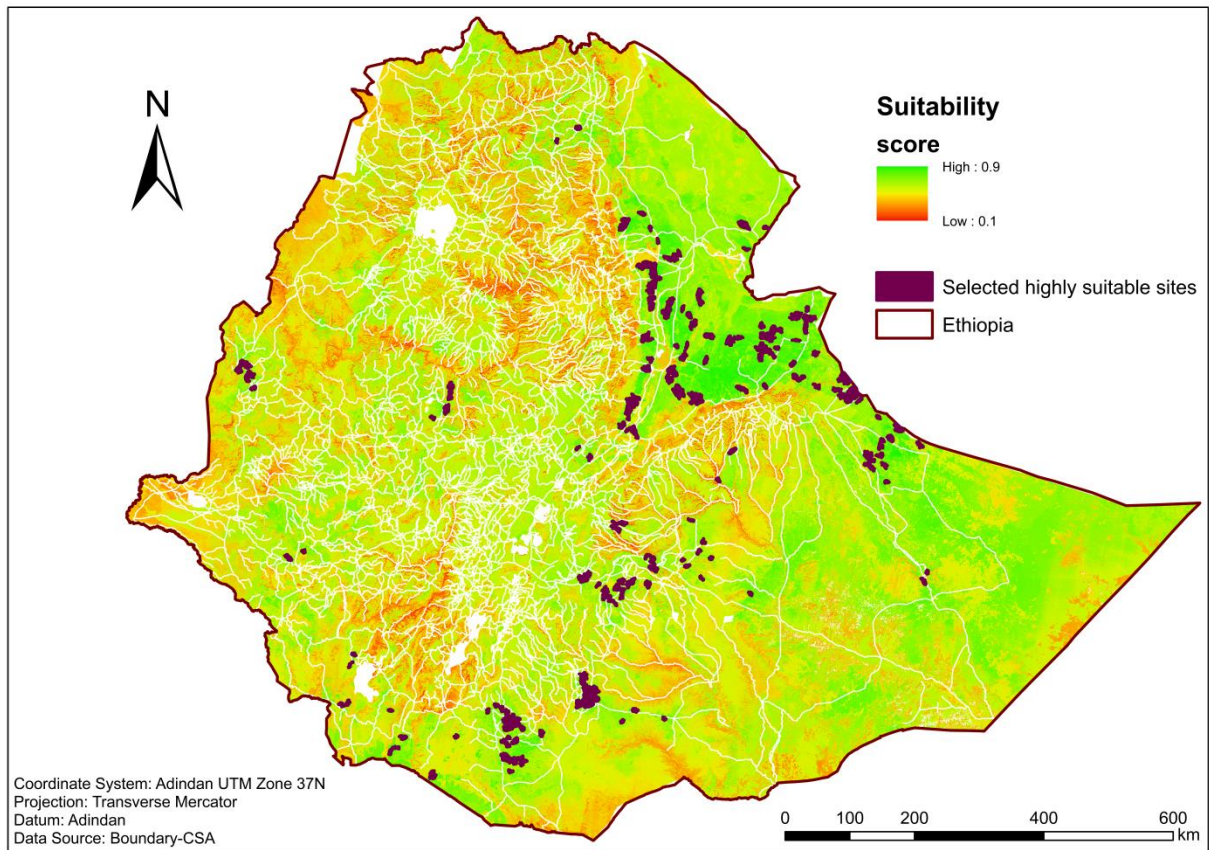 N
Suitability
score
High : 0.9
Low : 0.1
Selected highly suitable sites
Ethiopia
Coordinate System: Adindan UTM Zone 37N
Projection: Transverse Mercator
Datum: Adindan
Data Source: Boundary-CSA
0 100 200 400 600
km